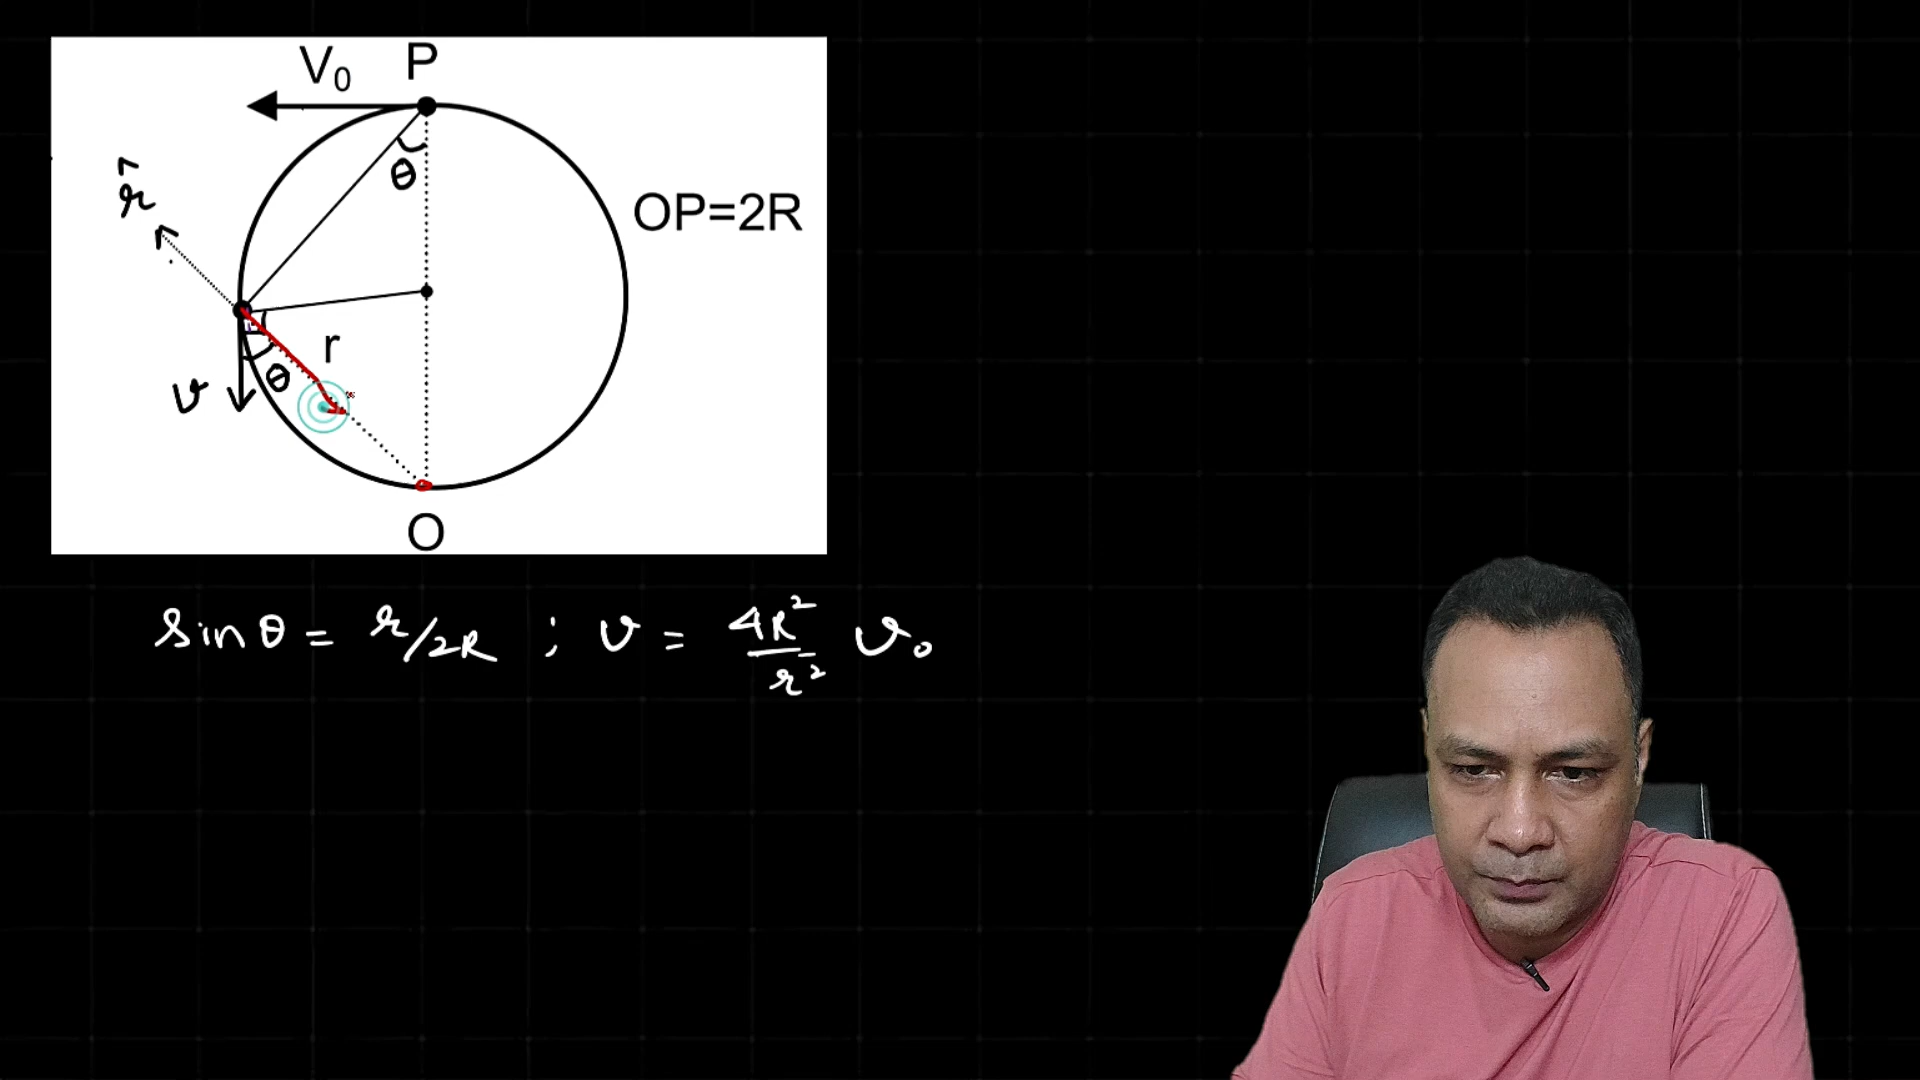 V₀ P
θ
r̂
OP=2R
r
v θ
O
sin θ = r/2R ; v = 4R²/r² v₀